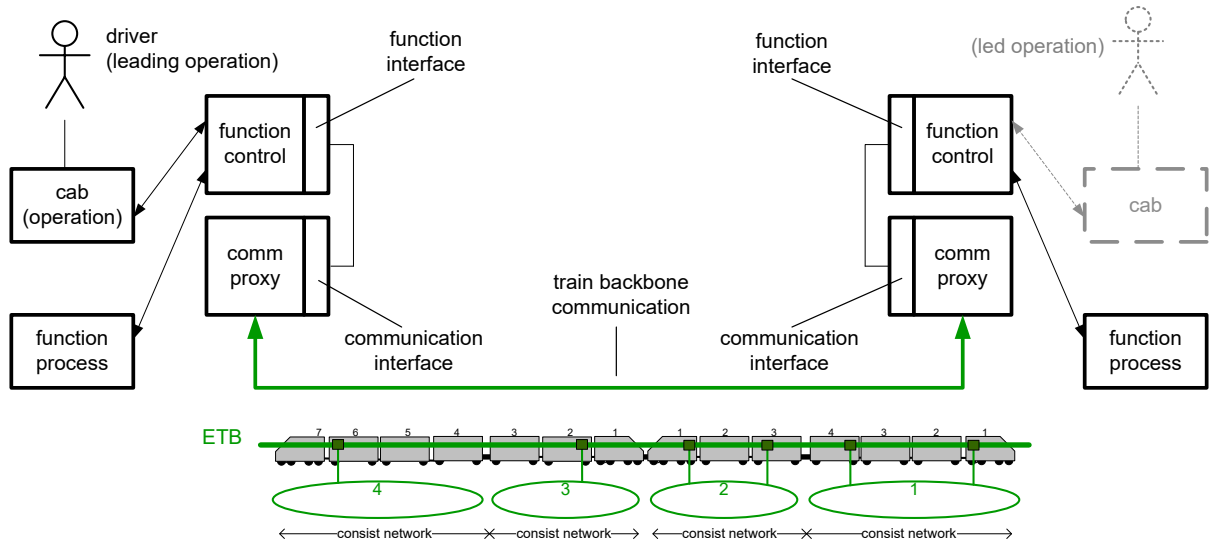 driver
(leading operation)
function
interface
function
interface
(led operation)
function
control
function
control
cab
(operation)
cab
comm
proxy
comm
proxy
train backbone
communication
function
process
communication
interface
communication
interface
function
process
ETB
7 6 5 4 3 2 1 1 2 3 4 3 2 1
4 3 2 1
consist network consist network consist network consist network